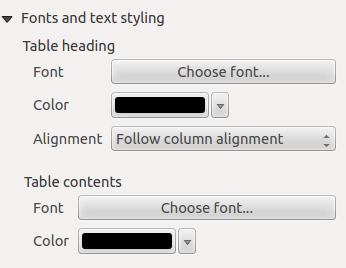 Fonts and text styling
Table heading
Font Choose font...
Color
Alignment Follow column alignment
Table contents
Font Choose font...
Color